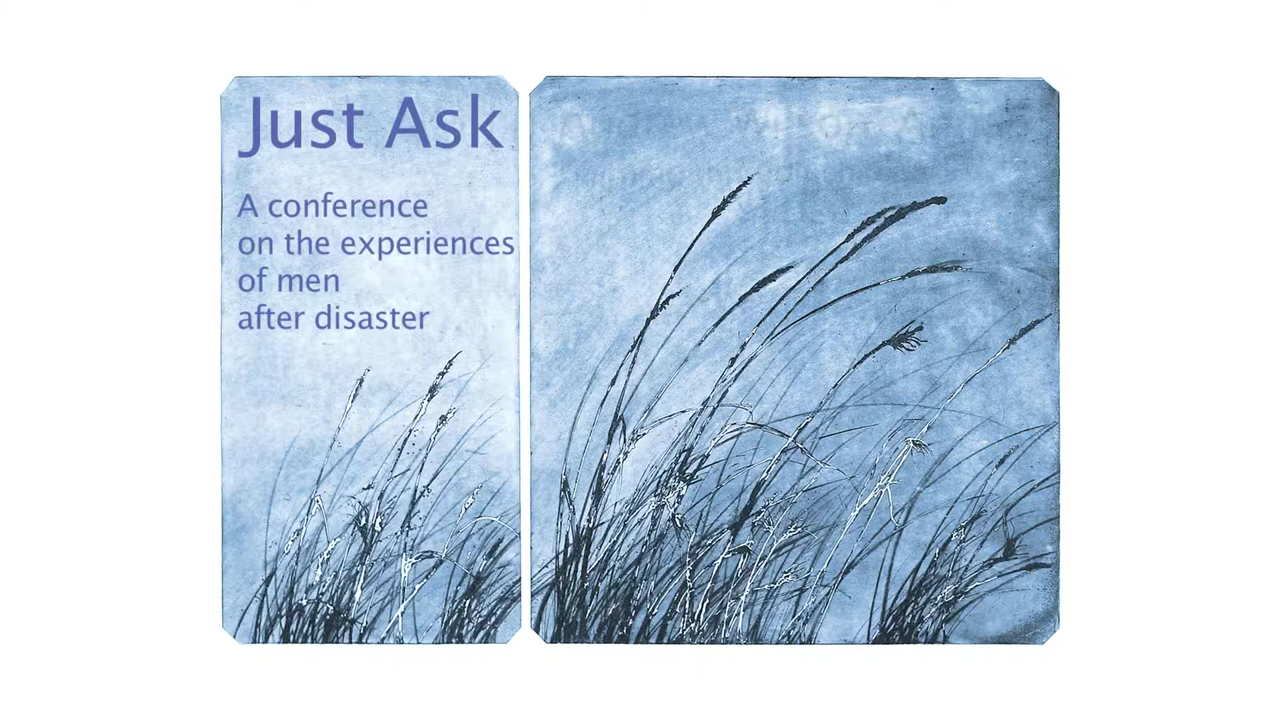 Just Ask
A conference
on the experiences
of men
after disaster